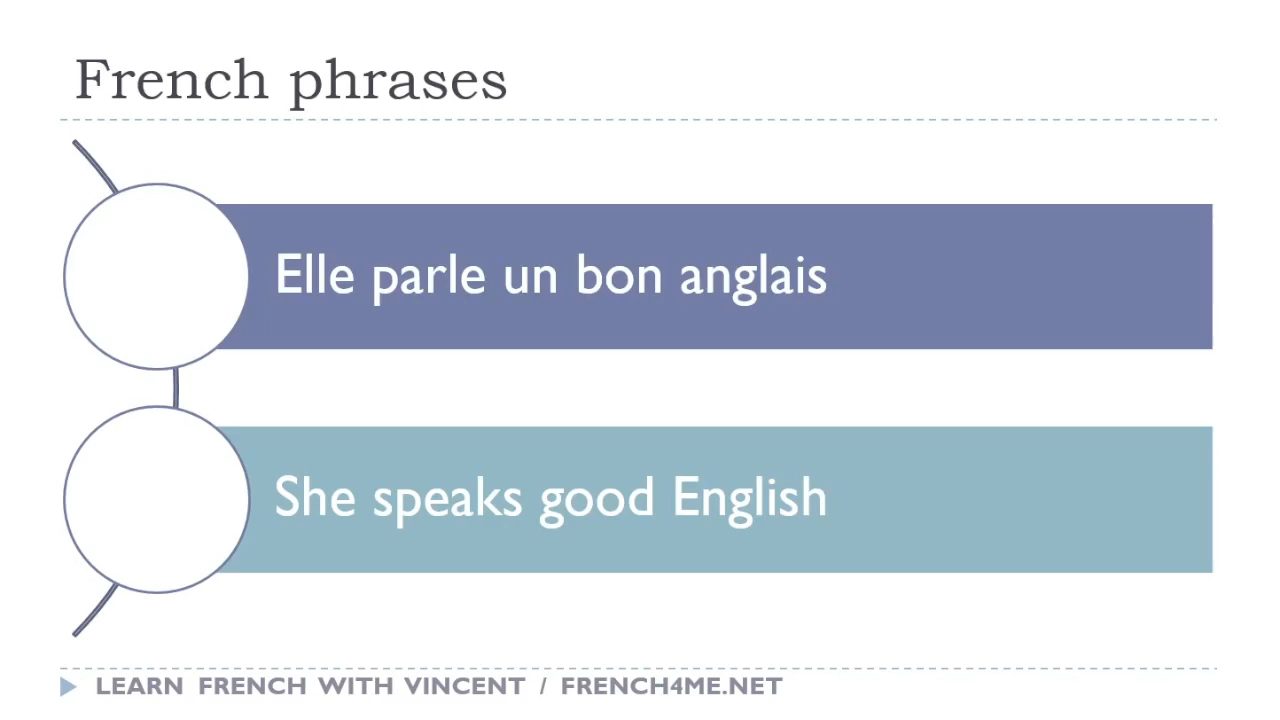 French phrases
Elle parle un bon anglais
She speaks good English
LEARN FRENCH WITH VINCENT / FRENCH4ME.NET